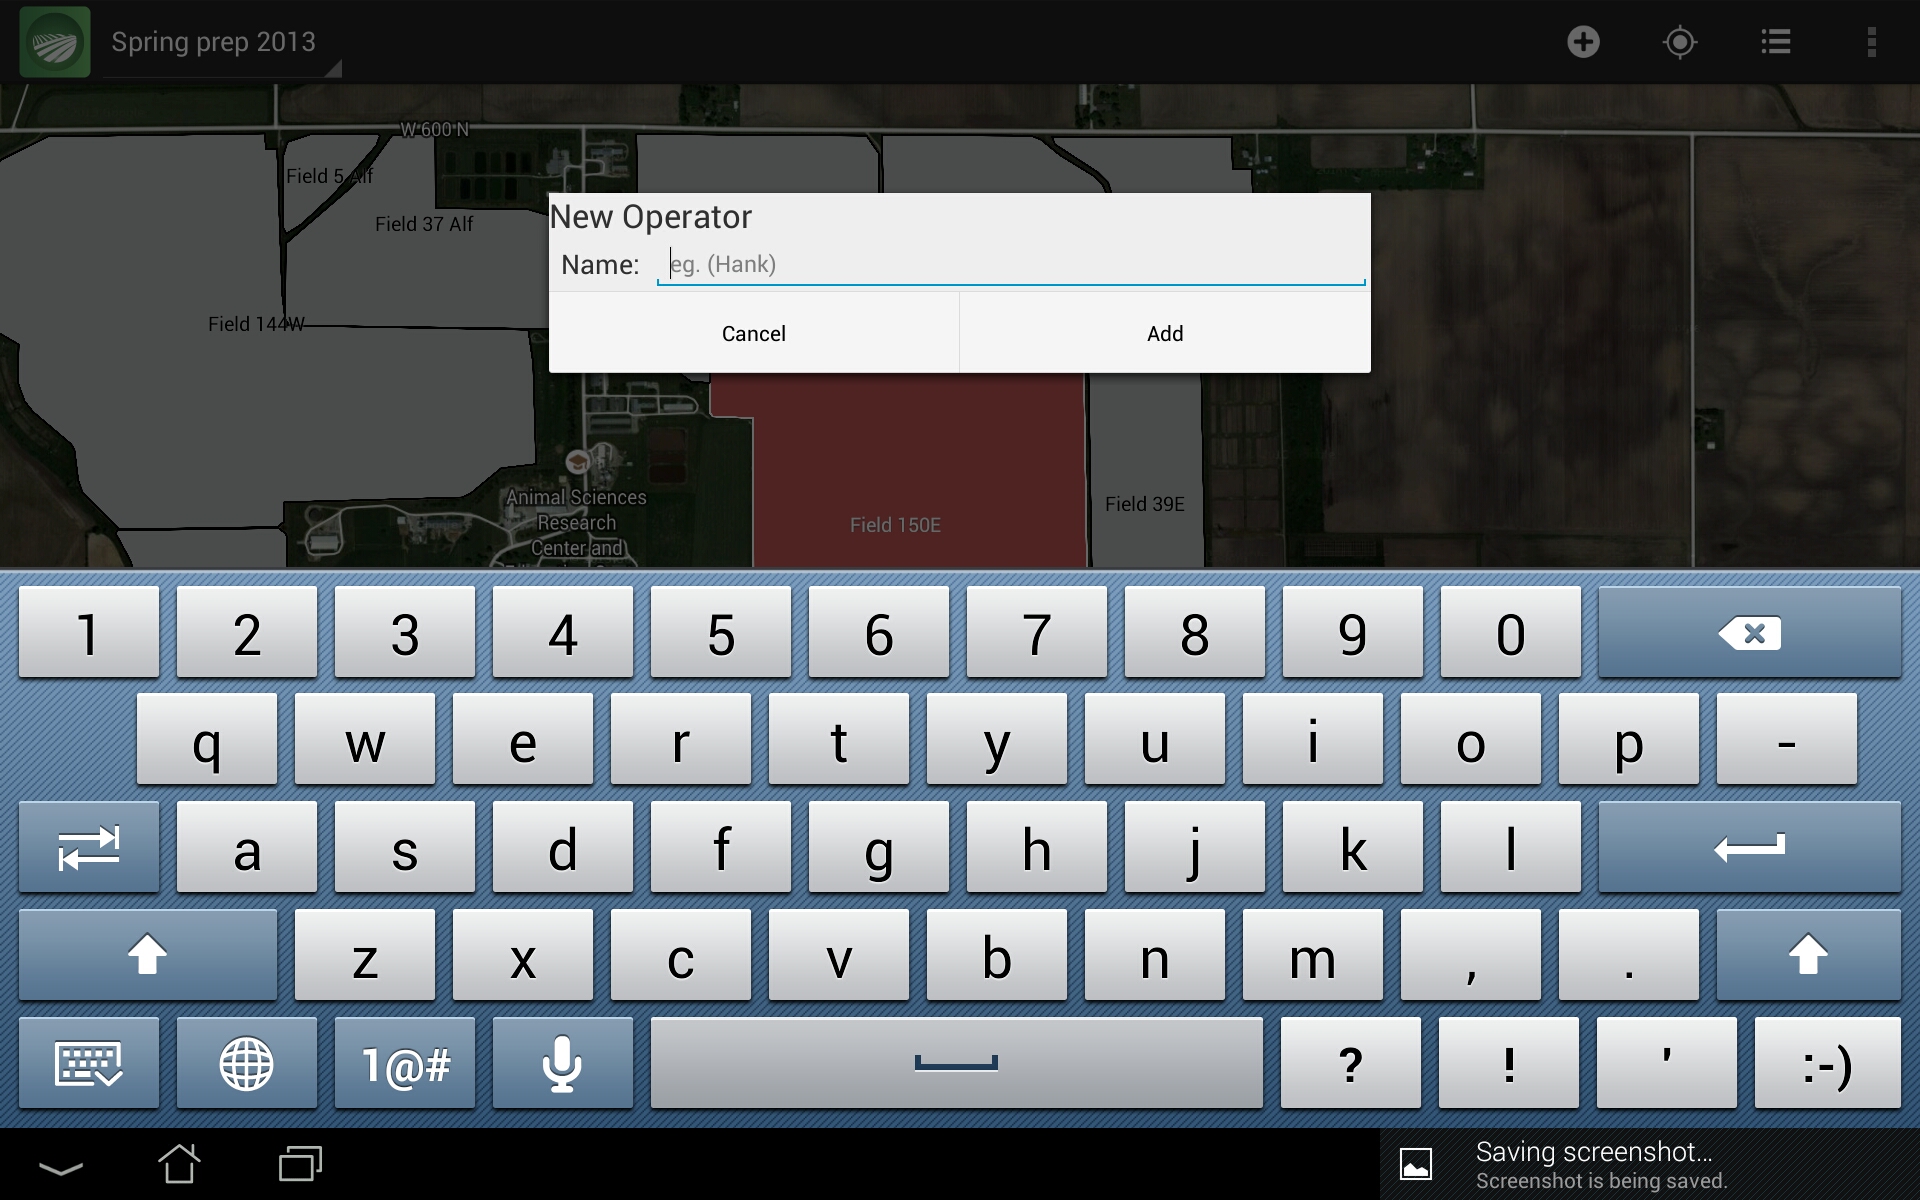 Spring prep 2013
W 600 N
Field 5 Alf
Field 37 Alf
New Operator
Name: eg. (Hank)
Cancel Add
Field 144W
Animal Sciences
Research
Center and
Field 150E
Field 39E
1 2 3 4 5 6 7 8 9 0
q w e r t y u i o p -
a s d f g h j k l
z x c v b n m , .
1@# ? ! ' :-)
Saving screenshot...
Screenshot is being saved.